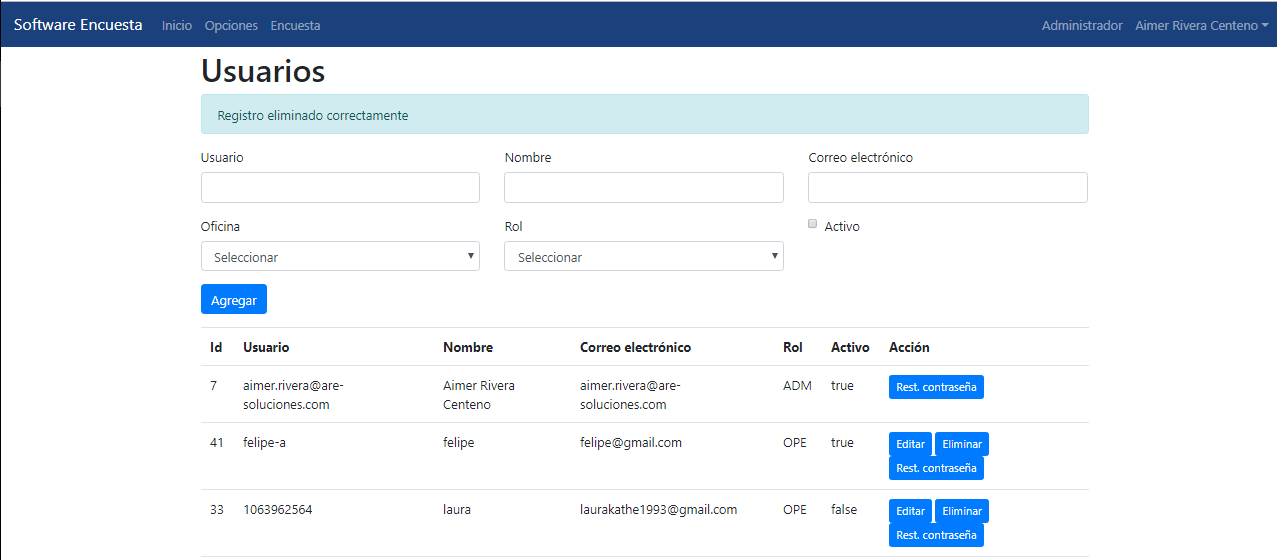 Software Encuesta Inicio Opciones Encuesta Administrador Aimer Rivera Centeno
Usuarios
Registro eliminado correctamente
Usuario Nombre Correo electrónico
Oficina Rol Activo
Seleccionar Seleccionar
Agregar
Id Usuario Nombre Correo electrónico Rol Activo Acción
7 aimer.rivera@are- Aimer Rivera aimer.rivera@are- ADM true Rest. contraseña
soluciones.com Centeno soluciones.com
41 felipe-a felipe felipe@gmail.com OPE true Editar Eliminar
Rest. contraseña
33 1063962564 laura laurakathe1993@gmail.com OPE false Editar Eliminar
Rest. contraseña